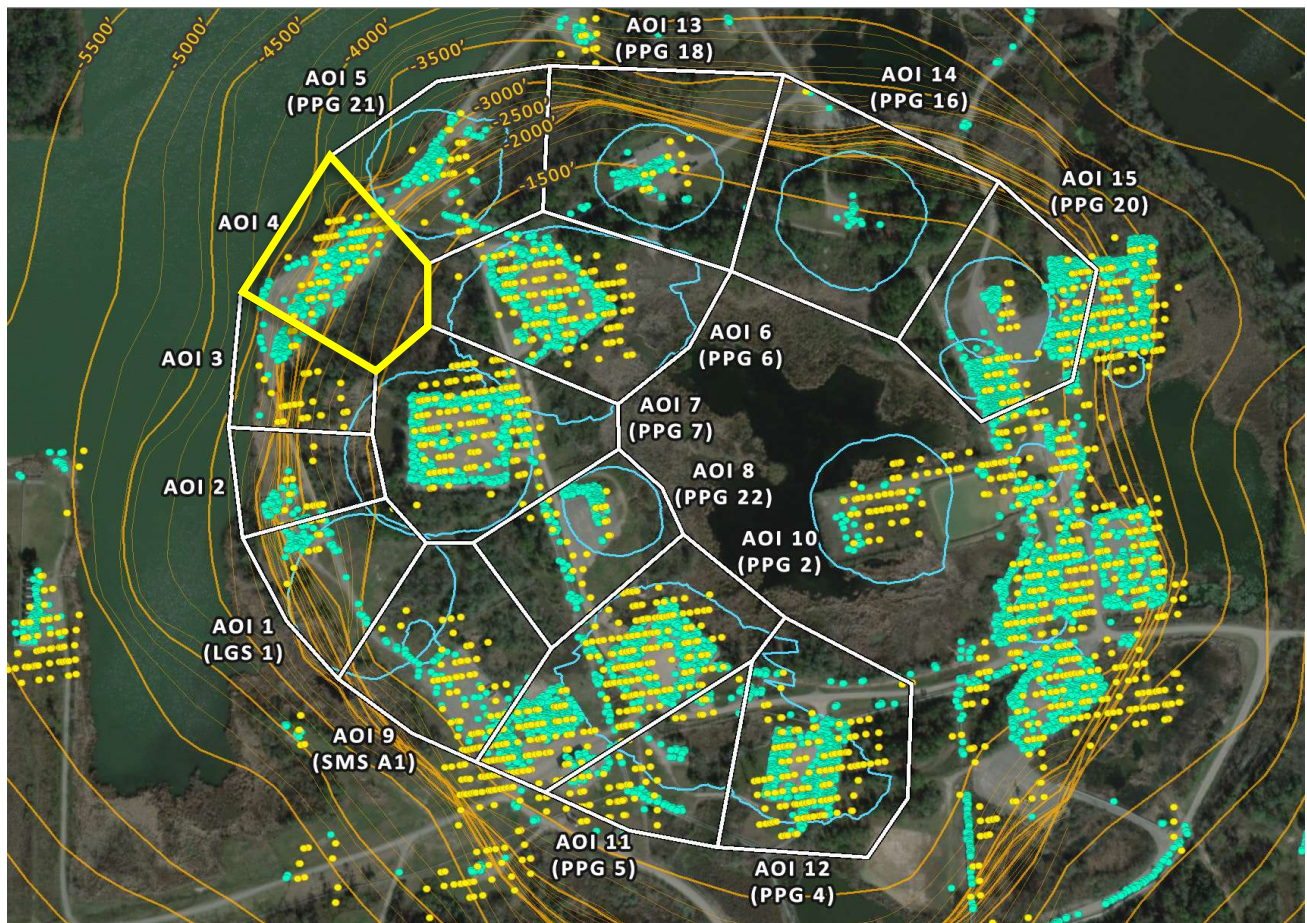 -5500'
-5000'
-4500'
-4000'
-3500'
-3000'
-2500'
-2000'
-1500'
AOI 13
(PPG 18)
AOI 5
(PPG 21)
AOI 14
(PPG 16)
AOI 15
(PPG 20)
AOI 4
AOI 3
AOI 6
(PPG 6)
AOI 7
(PPG 7)
AOI 8
(PPG 22)
AOI 2
AOI 10
(PPG 2)
AOI 1
(LGS 1)
AOI 9
(SMS A1)
AOI 11
(PPG 5)
AOI 12
(PPG 4)